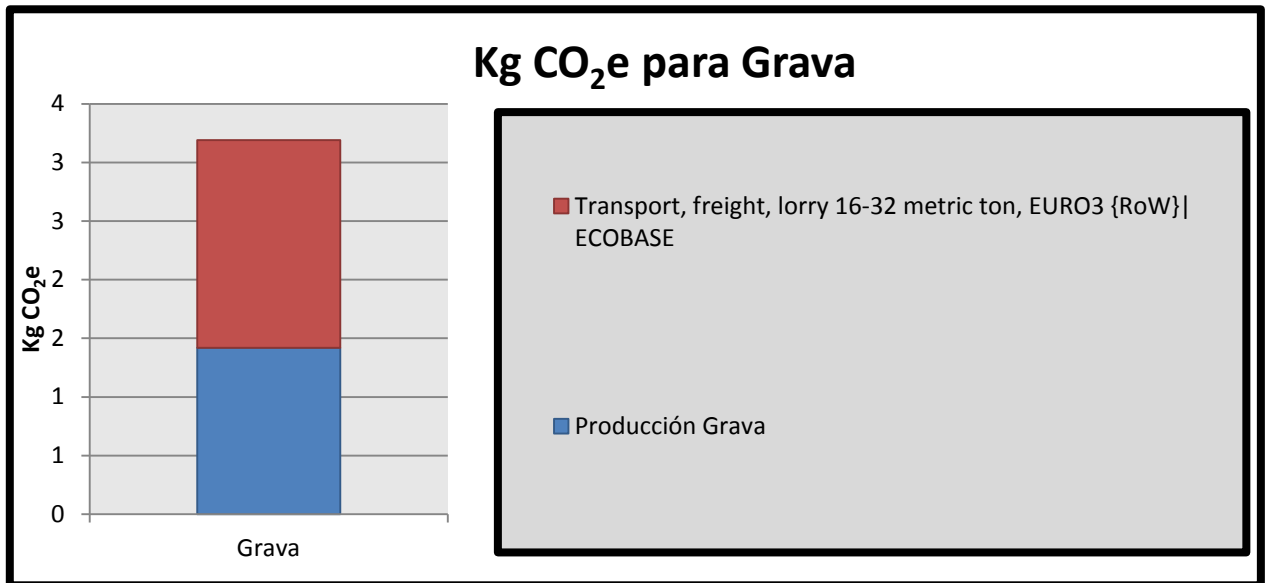 Kg CO₂e para Grava
4
3
3
2
2
1
1
0
Kg CO₂e
Grava
Transport, freight, lorry 16-32 metric ton, EURO3 {RoW}|
ECOBASE
Producción Grava